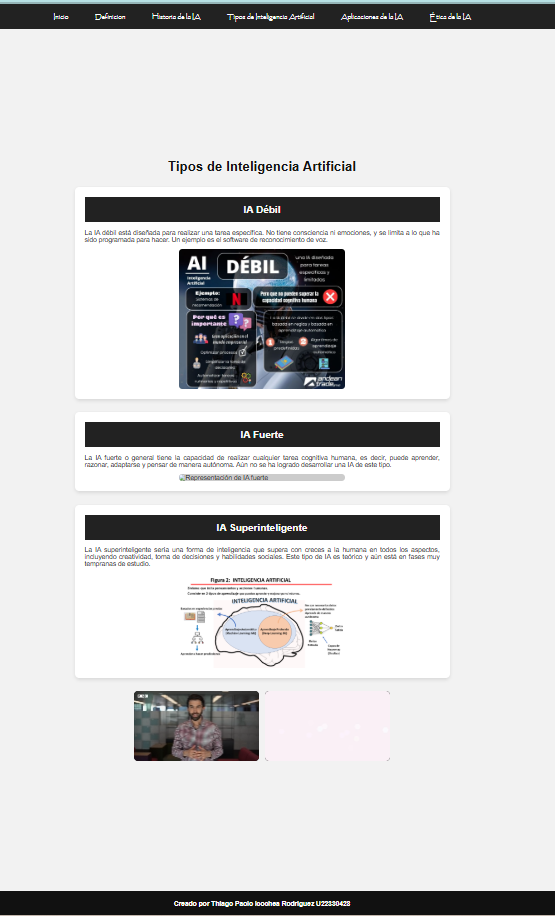 Inicio Definicion Historia de la IA Tipos de Inteligencia Artificial Aplicaciones de la IA Ética de la IA
Tipos de Inteligencia Artificial
IA Débil
La IA débil está diseñada para realizar una tarea específica. No tiene consciencia ni emociones, y se limita a lo que ha
sido programada para hacer. Un ejemplo es el software de reconocimiento de voz.
AI
Inteligencia
Artificial
DÉBIL
una IA diseñada
para tareas
específicas y
limitadas
Ejemplo:
sistemas de
recomendación
Pero que no pueden superar la
capacidad cognitiva humana
Por qué es
importante
Optimizar procesos
andean
trade
IA Fuerte
La IA fuerte o general tiene la capacidad de realizar cualquier tarea cognitiva humana, es decir, puede aprender,
razonar, adaptarse y pensar de manera autónoma. Aún no se ha logrado desarrollar una IA de este tipo.
Representación de IA fuerte
IA Superinteligente
La IA superinteligente sería una forma de inteligencia que supera con creces a la humana en todos los aspectos,
incluyendo creatividad, toma de decisiones y habilidades sociales. Este tipo de IA es teórico y aún está en fases muy
tempranas de estudio.
Figura 1: INTELIGENCIA ARTIFICIAL
INTELIGENCIA ARTIFICIAL
Creado por Thiago Paolo Rodriguez U22330428